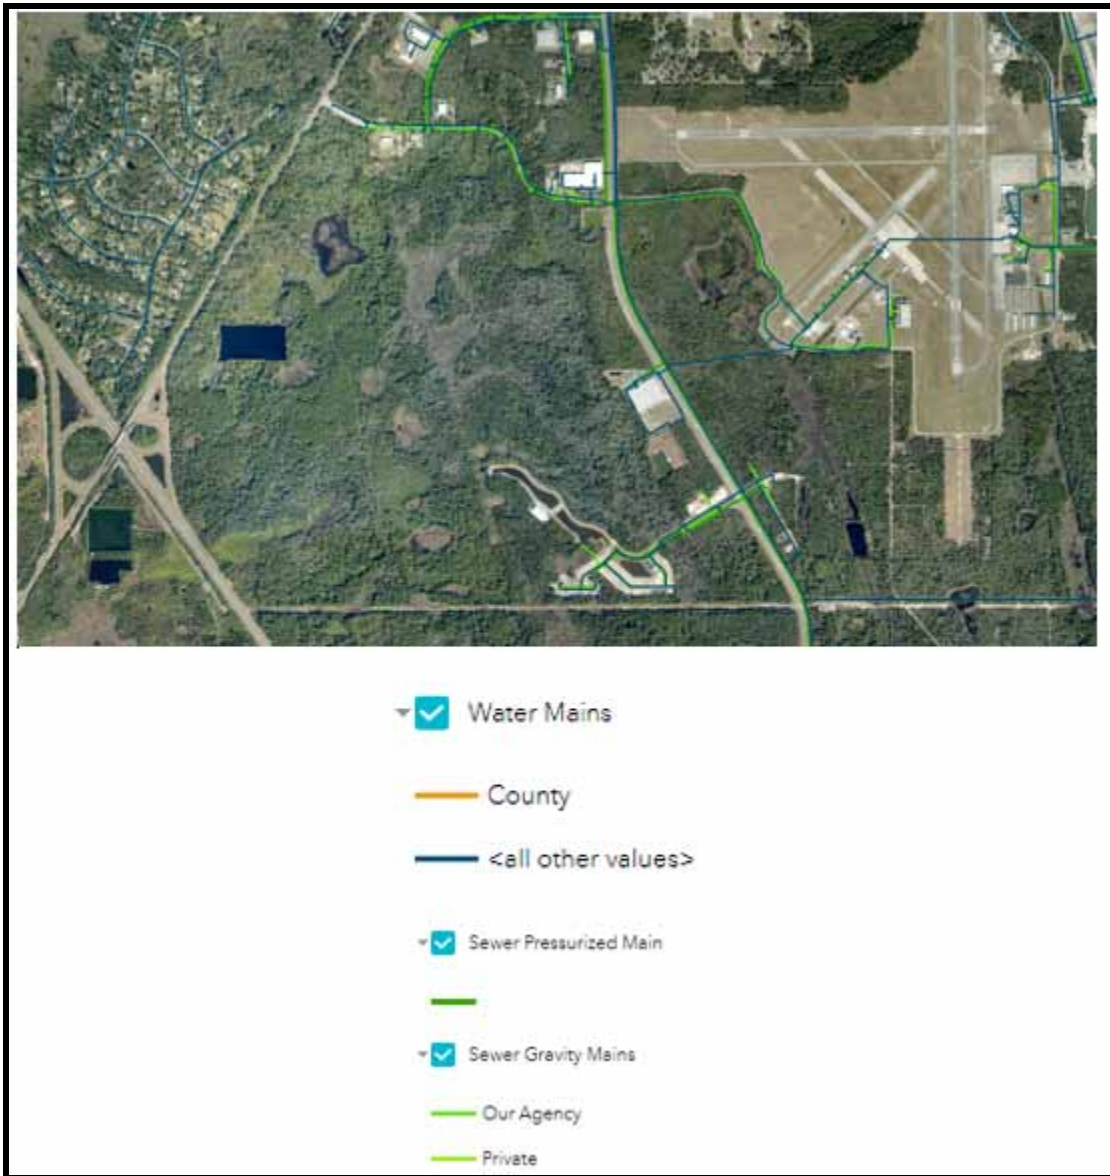 Water Mains
County
<all other values>
Sewer Pressurized Main
Sewer Gravity Mains
Our Agency
Private